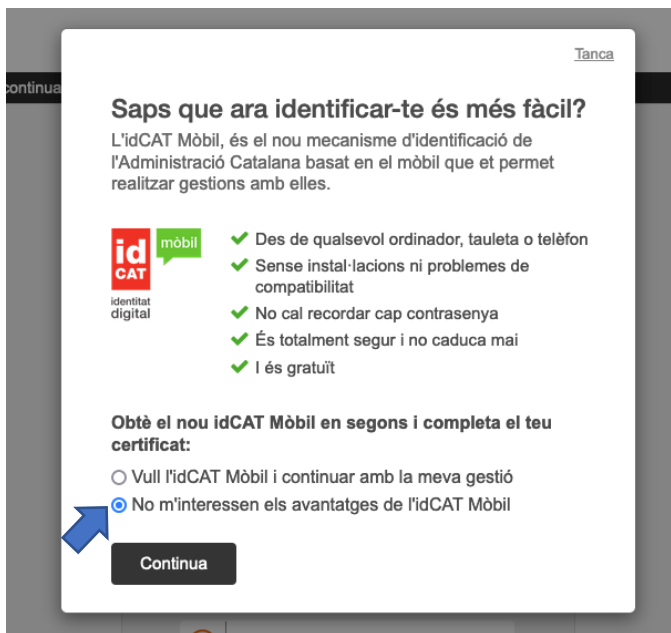 Tanca
continua
Saps que ara identificar-te és més fàcil?
L'idCAT Mòbil, és el nou mecanisme d'identificació de
l'Administració Catalana basat en el mòbil que et permet
realitzar gestions amb elles.
id
CAT
mòbil
identitat
digital
Des de qualsevol ordinador, tauleta o telèfon
Sense instal·lacions ni problemes de
compatibilitat
No cal recordar cap contrasenya
És totalment segur i no caduca mai
I és gratuït
Obtè el nou idCAT Mòbil en segons i completa el teu
certificat:
Vull l'idCAT Mòbil i continuar amb la meva gestió
No m'interessen els avantatges de l'idCAT Mòbil
Continua